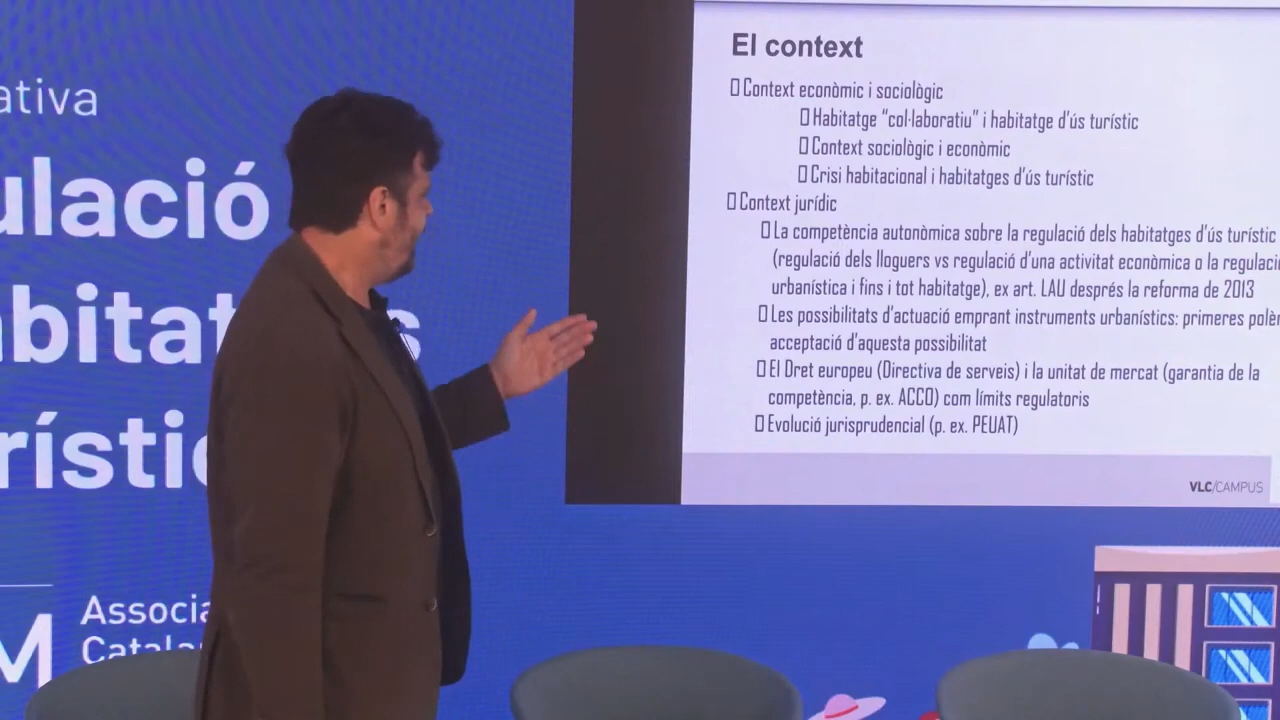 ativa
ulació
abitat s
rístic
M
Associa
Catala
El context
Context econòmic i sociològic
Habitatge "col·laboratiu" i habitatge d'ús turístic
Context sociològic i econòmic
Crisi habitacional i habitatges d'ús turístic
Context jurídic
La competència autonòmica sobre la regulació dels habitatges d'ús turístic
(regulació dels lloguers vs regulació d'una activitat econòmica o la regulació
urbanística i fins i tot habitatge), ex art. LAU després la reforma de 2013
Les possibilitats d'actuació emprant instruments urbanístics: primeres polèm
acceptació d'aquesta possibilitat
El Dret europeu (Directiva de serveis) i la unitat de mercat (garantia de la
competència, p. ex. ACCO) com límits regulatoris
Evolució jurisprudencial (p. ex. PEUAT)
VLC/CAMPUS